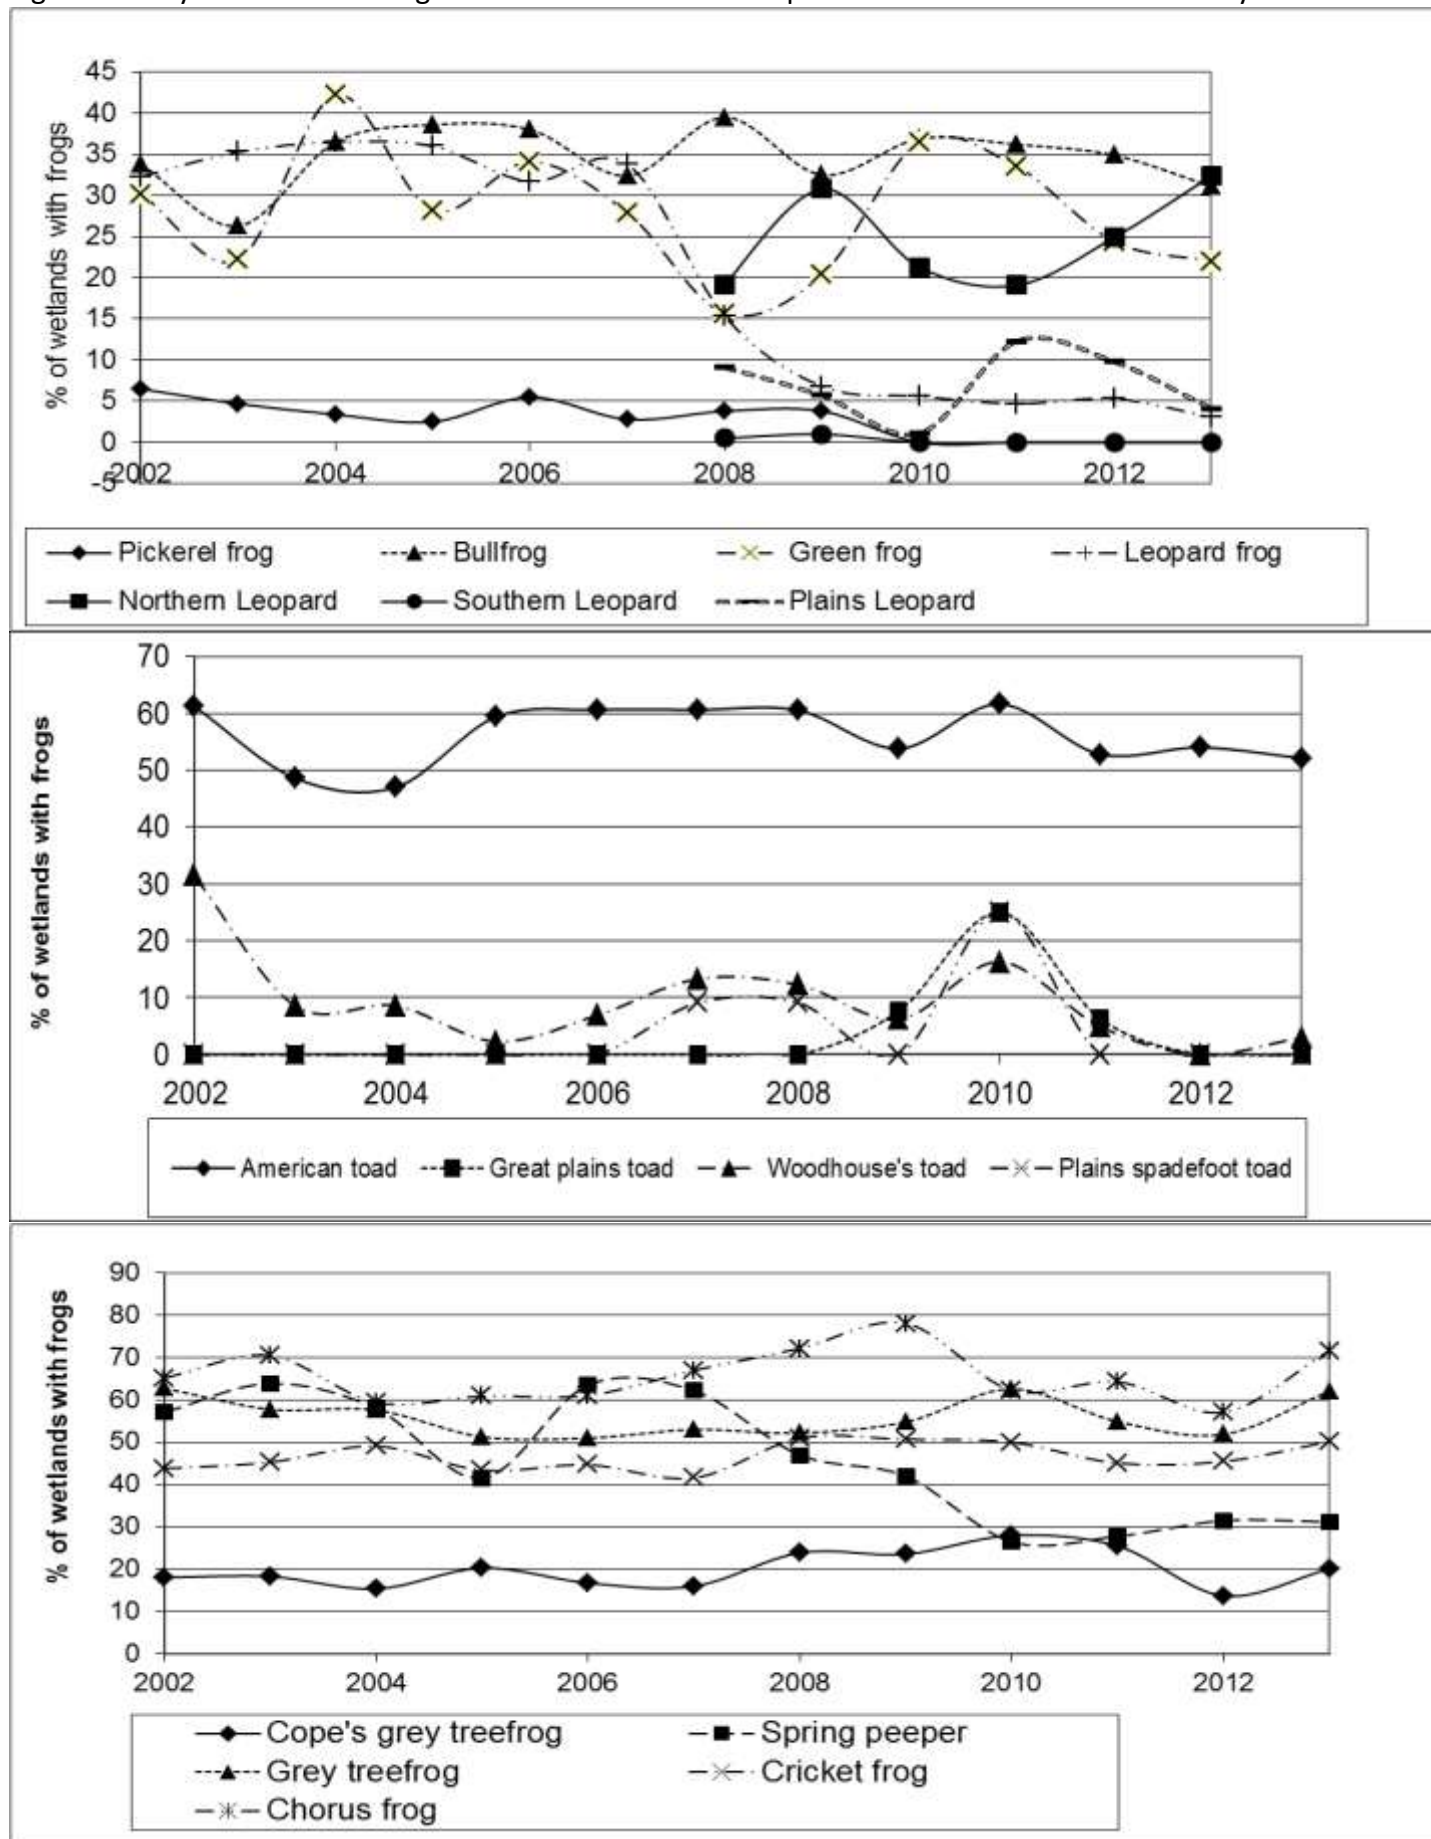 % of wetlands with frogs
45
40
35
30
25
20
15
10
5
0
-5
2002 2004 2006 2008 2010 2012
Pickerel frog Bullfrog Green frog Leopard frog
Northern Leopard Southern Leopard Plains Leopard
% of wetlands with frogs
70
60
50
40
30
20
10
0
2002 2004 2006 2008 2010 2012
American toad Great plains toad Woodhouse's toad Plains spadefoot toad
% of wetlands with frogs
90
80
70
60
50
40
30
20
10
0
2002 2004 2006 2008 2010 2012
Cope's grey treefrog Spring peeper
Grey treefrog Cricket frog
Chorus frog